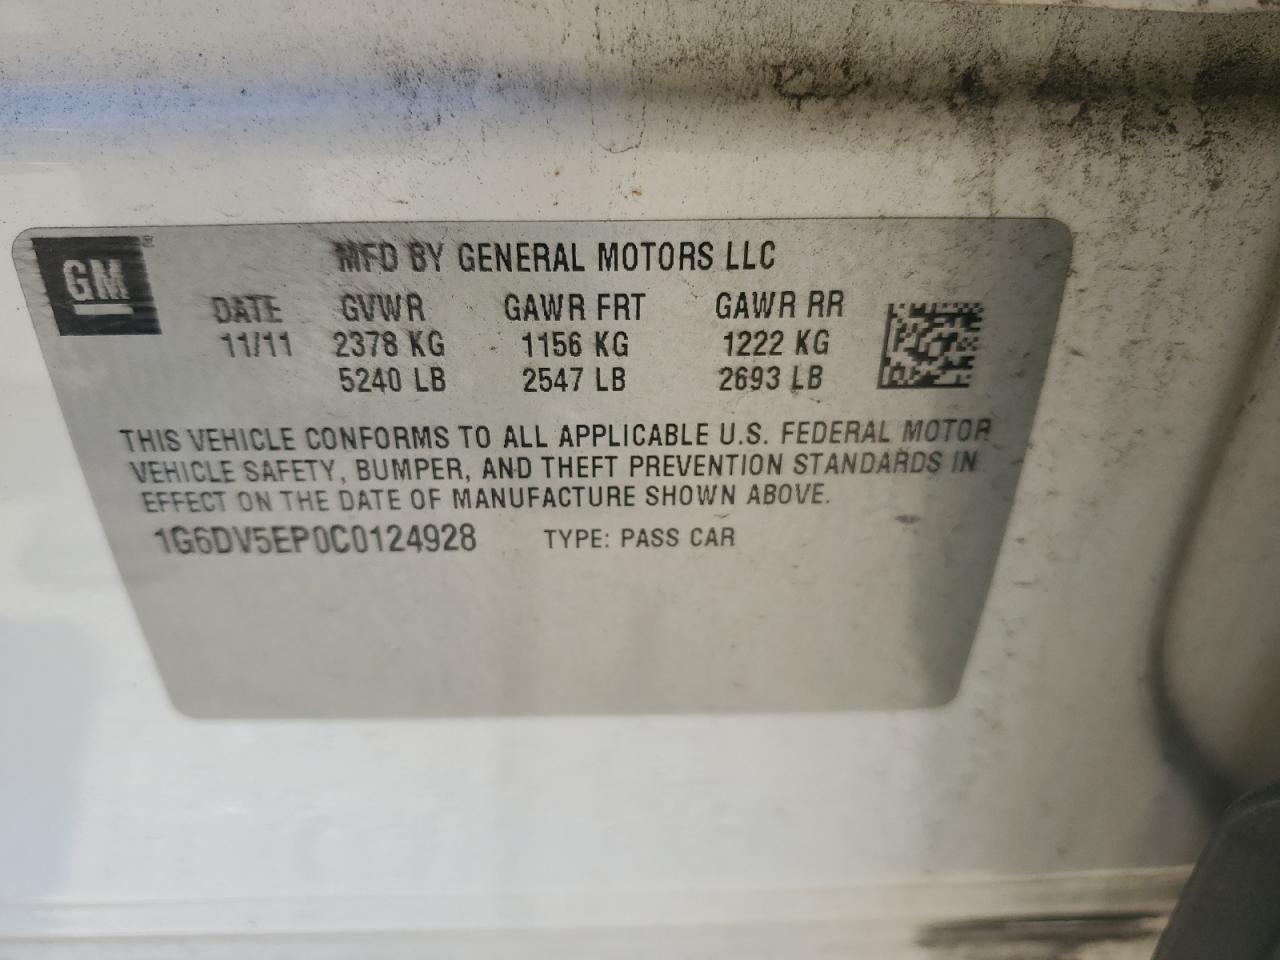 GM®
MFD BY GENERAL MOTORS LLC
DATE GVWR GAWR FRT GAWR RR
11/11 2378 KG 1156 KG 1222 KG
5240 LB 2547 LB 2693 LB
THIS VEHICLE CONFORMS TO ALL APPLICABLE U.S. FEDERAL MOTOR
VEHICLE SAFETY, BUMPER, AND THEFT PREVENTION STANDARDS IN
EFFECT ON THE DATE OF MANUFACTURE SHOWN ABOVE.
1G6DV5EP0C0124928 TYPE: PASS CAR